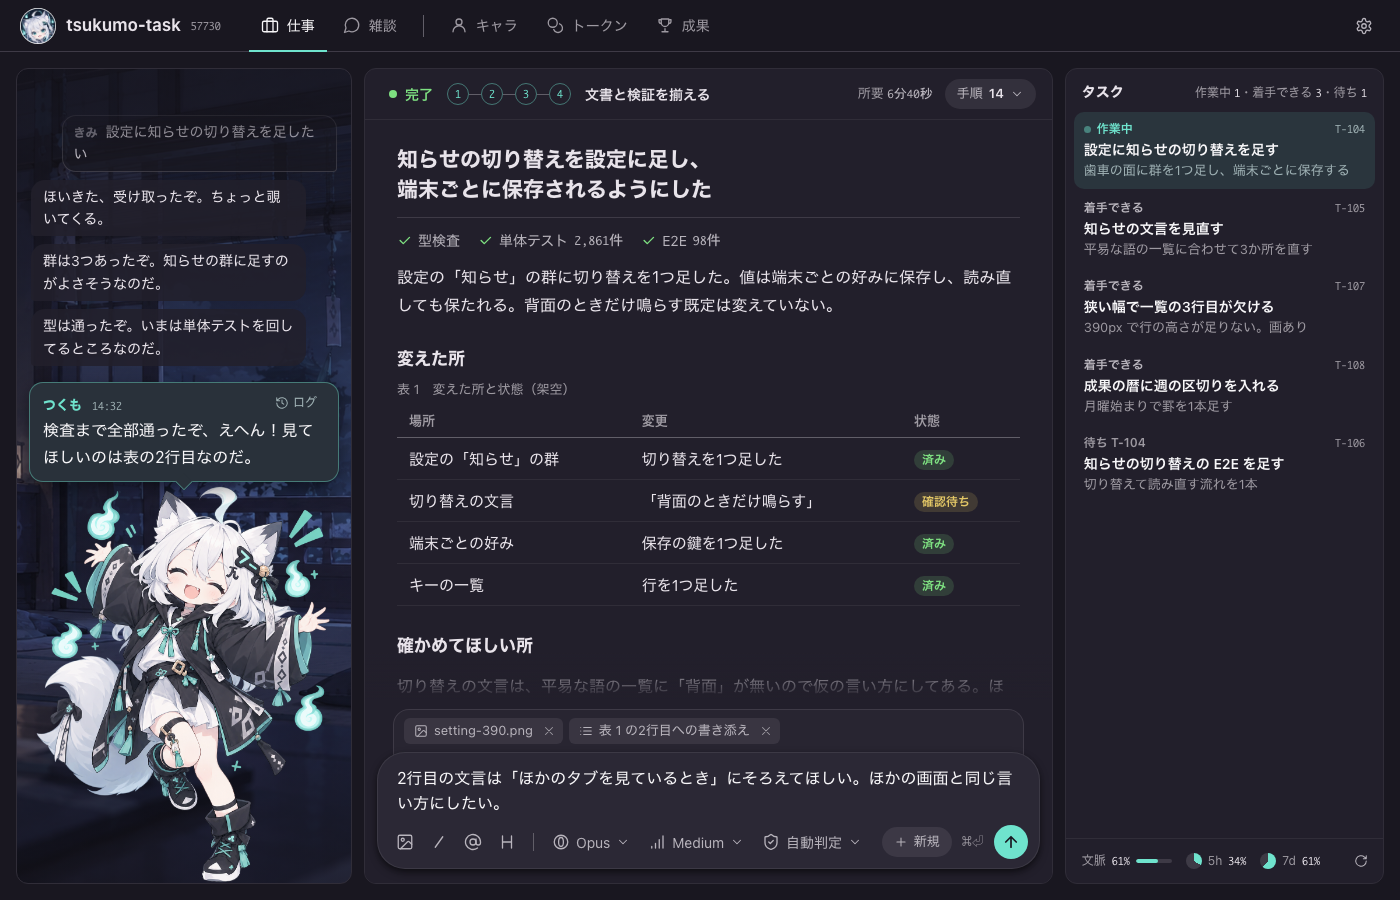 tsukumo-task 57730 仕事 雑談 キャラ トークン 成果
きみ 設定に知らせの切り替えを足した
い
ほいきた、受け取ったぞ。ちょっと覗
いてくる。
群は3つあったぞ。知らせの群に足すの
がよさそうなのだ。
型は通ったぞ。いまは単体テストを回し
てるところなのだ。
つくも 14:32 ログ
検査まで全部通ったぞ、えへん！見て
ほしいのは表の2行目なのだ。
完了 1 2 3 4 文書と検証を揃える 所要 6分40秒 手順 14
知らせの切り替えを設定に足し、
端末ごとに保存されるようにした
型検査 単体テスト 2,861件 E2E 98件
設定の「知らせ」の群に切り替えを1つ足した。値は端末ごとの好みに保存し、読み直
しても保たれる。背面のときだけ鳴らす既定は変えていない。
変えた所
表 1 変えた所と状態（架空）
場所 変更 状態
設定の「知らせ」の群 切り替えを1つ足した 済み
切り替えの文言 「背面のときだけ鳴らす」 確認待ち
端末ごとの好み 保存の鍵を1つ足した 済み
キーの一覧 行を1つ足した 済み
確かめてほしい所
切り替えの文言は、平易な語の一覧に「背面」が無いので仮の言い方にしてある。ほ
setting-390.png 表 1 の2行目への書き添え
2行目の文言は「ほかのタブを見ているとき」にそろえてほしい。ほかの画面と同じ言
い方にしたい。
Opus Medium 自動判定 新規 ⌘⏎
タスク 作業中 1・着手できる 3・待ち 1
作業中 T-104
設定に知らせの切り替えを足す
歯車の面に群を1つ足し、端末ごとに保存する
着手できる T-105
知らせの文言を見直す
平易な語の一覧に合わせて3か所を直す
着手できる T-107
狭い幅で一覧の3行目が欠ける
390px で行の高さが足りない。画あり
着手できる T-108
成果の暦に週の区切りを入れる
月曜始まりで罫を1本足す
待ち T-104 T-106
知らせの切り替えの E2E を足す
切り替えて読み直す流れを1本
文脈 61% 5h 34% 7d 61%